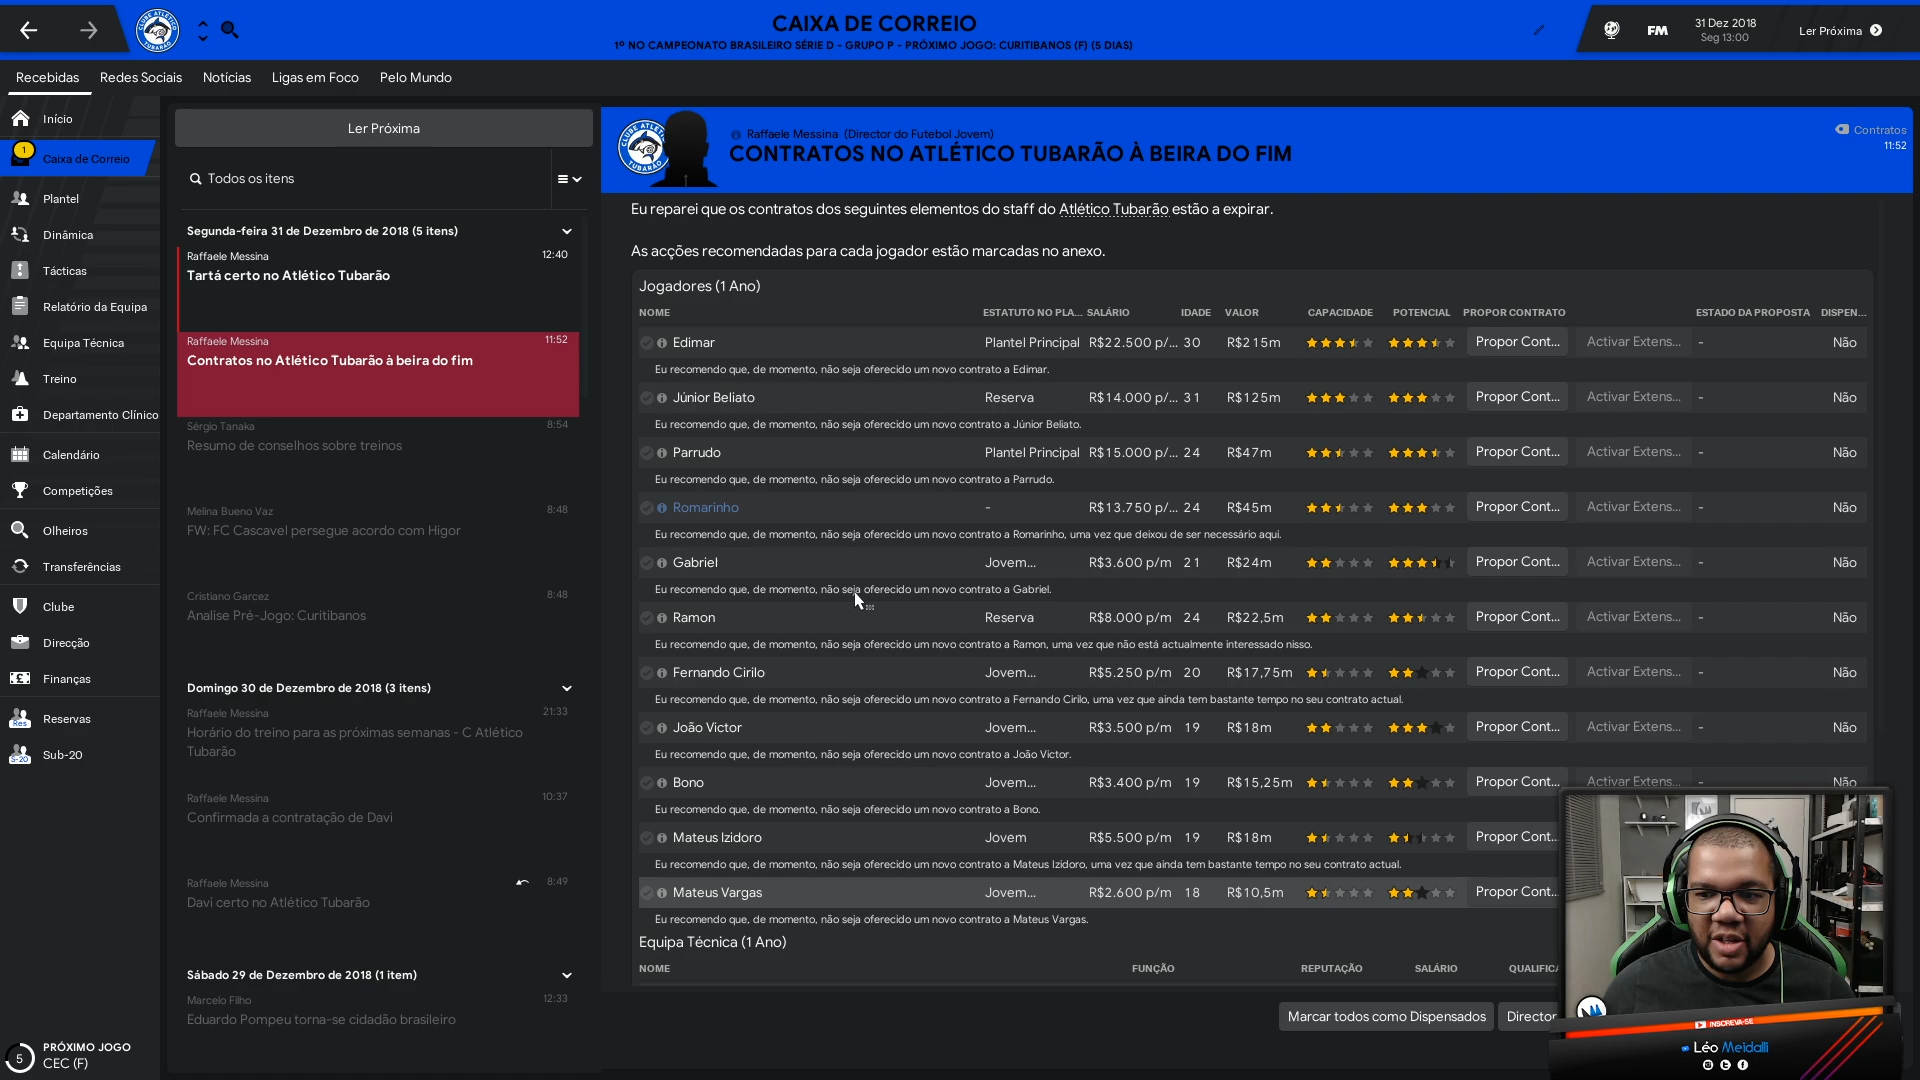 CAIXA DE CORREIO
1º NO CAMPEONATO BRASILEIRO SÉRIE D - GRUPO P - PRÓXIMO JOGO: CURITIBANOS (F) (5 DIAS)
FM
31 Dez 2018
Seg 13:00
Ler Próxima
Recebidas
Redes Sociais
Notícias
Ligas em Foco
Pelo Mundo
Início
1
Caixa de Correio
Plantel
Dinâmica
Tácticas
Relatório da Equipa
Equipa Técnica
Treino
Departamento Clínico
Calendário
Competições
Olheiros
Transferências
Clube
Direcção
Finanças
Res
Reservas
S-20
Sub-20
5
PRÓXIMO JOGO
CEC (F)
Ler Próxima
Todos os itens
Segunda-feira 31 de Dezembro de 2018 (5 itens)
Raffaele Messina 12:40
Tartá certo no Atlético Tubarão
Raffaele Messina 11:52
Contratos no Atlético Tubarão à beira do fim
Sérgio Tanaka 8:54
Resumo de conselhos sobre treinos
Melina Bueno Vaz 8:48
FW: FC Cascavel persegue acordo com Higor
Cristiano Garcez 8:48
Analise Pré-Jogo: Curitibanos
Domingo 30 de Dezembro de 2018 (3 itens)
Raffaele Messina 21:33
Horário do treino para as próximas semanas - C Atlético
Tubarão
Raffaele Messina 10:37
Confirmada a contratação de Davi
Raffaele Messina 8:49
Davi certo no Atlético Tubarão
Sábado 29 de Dezembro de 2018 (1 item)
Marcelo Filho 12:33
Eduardo Pompeu torna-se cidadão brasileiro
Raffaele Messina (Director do Futebol Jovem)
CONTRATOS NO ATLÉTICO TUBARÃO À BEIRA DO FIM
Contratos
11:52
Eu reparei que os contratos dos seguintes elementos do staff do Atlético Tubarão estão a expirar.
As acções recomendadas para cada jogador estão marcadas no anexo.
Jogadores (1 Ano)
NOME ESTATUTO NO PLA... SALÁRIO IDADE VALOR CAPACIDADE POTENCIAL PROPOR CONTRATO ESTADO DA PROPOSTA DISPEN...
Edimar Plantel Principal R$22.500 p/... 30 R$215m Propor Cont... Activar Extens... - Não
Eu recomendo que, de momento, não seja oferecido um novo contrato a Edimar.
Júnior Beliato Reserva R$14.000 p/... 31 R$125m Propor Cont... Activar Extens... - Não
Eu recomendo que, de momento, não seja oferecido um novo contrato a Júnior Beliato.
Parrudo Plantel Principal R$15.000 p/... 24 R$47m Propor Cont... Activar Extens... - Não
Eu recomendo que, de momento, não seja oferecido um novo contrato a Parrudo.
Romarinho - R$13.750 p/... 24 R$45m Propor Cont... Activar Extens... - Não
Eu recomendo que, de momento, não seja oferecido um novo contrato a Romarinho, uma vez que deixou de ser necessário aqui.
Gabriel Jovem... R$3.600 p/m 21 R$24m Propor Cont... Activar Extens... - Não
Eu recomendo que, de momento, não seja oferecido um novo contrato a Gabriel.
Ramon Reserva R$8.000 p/m 24 R$22,5m Propor Cont... Activar Extens... - Não
Eu recomendo que, de momento, não seja oferecido um novo contrato a Ramon, uma vez que não está actualmente interessado nisso.
Fernando Cirilo Jovem... R$5.250 p/m 20 R$17,75m Propor Cont... Activar Extens... - Não
Eu recomendo que, de momento, não seja oferecido um novo contrato a Fernando Cirilo, uma vez que ainda tem bastante tempo no seu contrato actual.
João Victor Jovem... R$3.500 p/m 19 R$18m Propor Cont... Activar Extens... - Não
Eu recomendo que, de momento, não seja oferecido um novo contrato a João Victor.
Bono Jovem... R$3.400 p/m 19 R$15,25m Propor Cont... Activar Extens... - Não
Eu recomendo que, de momento, não seja oferecido um novo contrato a Bono.
Mateus Izidoro Jovem R$5.500 p/m 19 R$18m Propor Cont...
Eu recomendo que, de momento, não seja oferecido um novo contrato a Mateus Izidoro, uma vez que ainda tem bastante tempo no seu contrato actual.
Mateus Vargas Jovem... R$2.600 p/m 18 R$10,5m Propor Cont...
Eu recomendo que, de momento, não seja oferecido um novo contrato a Mateus Vargas.
Equipa Técnica (1 Ano)
NOME FUNÇÃO REPUTAÇÃO SALÁRIO QUALIFICA
Marcar todos como Dispensados
Director
INSCREVA-SE
Léo Meidalli